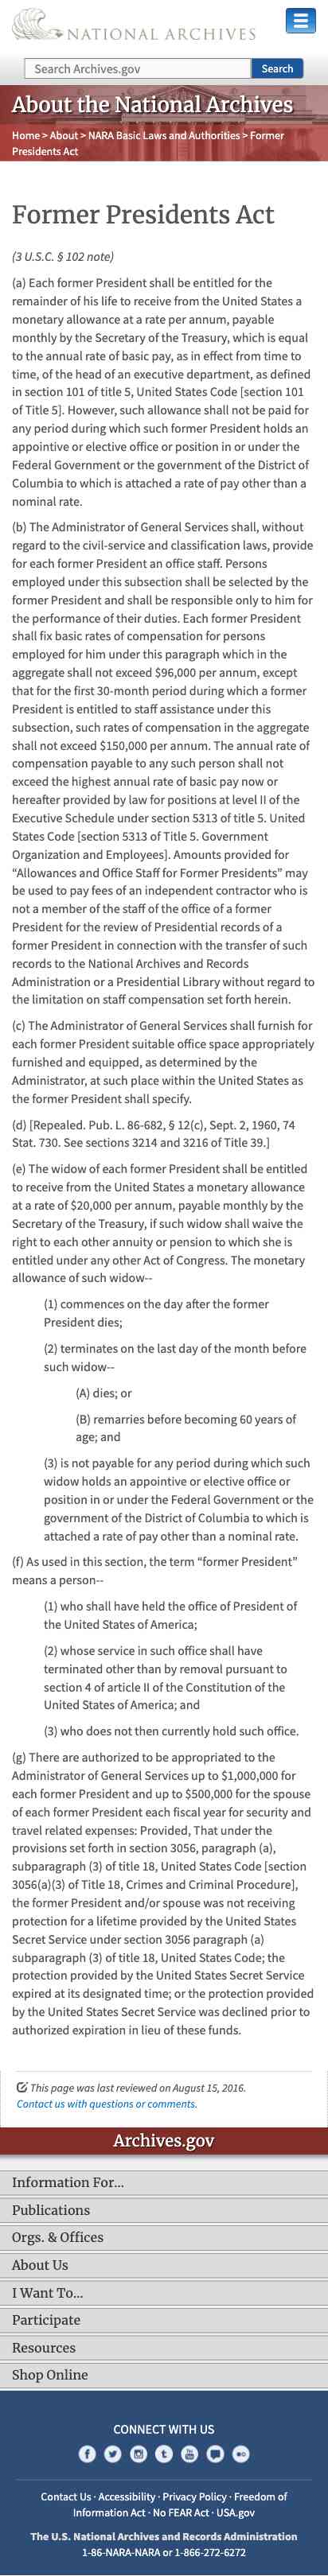 NATIONAL ARCHIVES
Search Archives.gov
Search
About the National Archives
Home > About > NARA Basic Laws and Authorities > Former
Presidents Act
Former Presidents Act
(3 U.S.C. § 102 note)
(a) Each former President shall be entitled for the
remainder of his life to receive from the United States a
monetary allowance at a rate per annum, payable
monthly by the Secretary of the Treasury, which is equal
to the annual rate of basic pay, as in effect from time to
time, of the head of an executive department, as defined
in section 101 of title 5, United States Code [section 101
of Title 5]. However, such allowance shall not be paid for
any period during which such former President holds an
appointive or elective office or position in or under the
Federal Government or the government of the District of
Columbia to which is attached a rate of pay other than a
nominal rate.
(b) The Administrator of General Services shall, without
regard to the civil-service and classification laws, provide
for each former President an office staff. Persons
employed under this subsection shall be selected by the
former President and shall be responsible only to him for
the performance of their duties. Each former President
shall fix basic rates of compensation for persons
employed for him under this paragraph which in the
aggregate shall not exceed $96,000 per annum, except
that for the first 30-month period during which a former
President is entitled to staff assistance under this
subsection, such rates of compensation in the aggregate
shall not exceed $150,000 per annum. The annual rate of
compensation payable to any such person shall not
exceed the highest annual rate of basic pay now or
hereafter provided by law for positions at level II of the
Executive Schedule under section 5313 of title 5. United
States Code [section 5313 of Title 5. Government
Organization and Employees]. Amounts provided for
“Allowances and Office Staff for Former Presidents” may
be used to pay fees of an independent contractor who is
not a member of the staff of the office of a former
President for the review of Presidential records of a
former President in connection with the transfer of such
records to the National Archives and Records
Administration or a Presidential Library without regard to
the limitation on staff compensation set forth herein.
(c) The Administrator of General Services shall furnish for
each former President suitable office space appropriately
furnished and equipped, as determined by the
Administrator, at such place within the United States as
the former President shall specify.
(d) [Repealed. Pub. L. 86-682, § 12(c), Sept. 2, 1960, 74
Stat. 730. See sections 3214 and 3216 of Title 39.]
(e) The widow of each former President shall be entitled
to receive from the United States a monetary allowance
at a rate of $20,000 per annum, payable monthly by the
Secretary of the Treasury, if such widow shall waive the
right to each other annuity or pension to which she is
entitled under any other Act of Congress. The monetary
allowance of such widow--
(1) commences on the day after the former
President dies;
(2) terminates on the last day of the month before
such widow--
(A) dies; or
(B) remarries before becoming 60 years of
age; and
(3) is not payable for any period during which such
widow holds an appointive or elective office or
position in or under the Federal Government or the
government of the District of Columbia to which is
attached a rate of pay other than a nominal rate.
(f) As used in this section, the term “former President”
means a person--
(1) who shall have held the office of President of
the United States of America;
(2) whose service in such office shall have
terminated other than by removal pursuant to
section 4 of article II of the Constitution of the
United States of America; and
(3) who does not then currently hold such office.
(g) There are authorized to be appropriated to the
Administrator of General Services up to $1,000,000 for
each former President and up to $500,000 for the spouse
of each former President each fiscal year for security and
travel related expenses: Provided, That under the
provisions set forth in section 3056, paragraph (a),
subparagraph (3) of title 18, United States Code [section
3056(a)(3) of Title 18, Crimes and Criminal Procedure],
the former President and/or spouse was not receiving
protection for a lifetime provided by the United States
Secret Service under section 3056 paragraph (a)
subparagraph (3) of title 18, United States Code; the
protection provided by the United States Secret Service
expired at its designated time; or the protection provided
by the United States Secret Service was declined prior to
authorized expiration in lieu of these funds.
This page was last reviewed on August 15, 2016.
Contact us with questions or comments.
Archives.gov
Information For…
Publications
Orgs. & Offices
About Us
I Want To…
Participate
Resources
Shop Online
CONNECT WITH US
Contact Us · Accessibility · Privacy Policy · Freedom of
Information Act · No FEAR Act · USA.gov
The U.S. National Archives and Records Administration
1-86-NARA-NARA or 1-866-272-6272